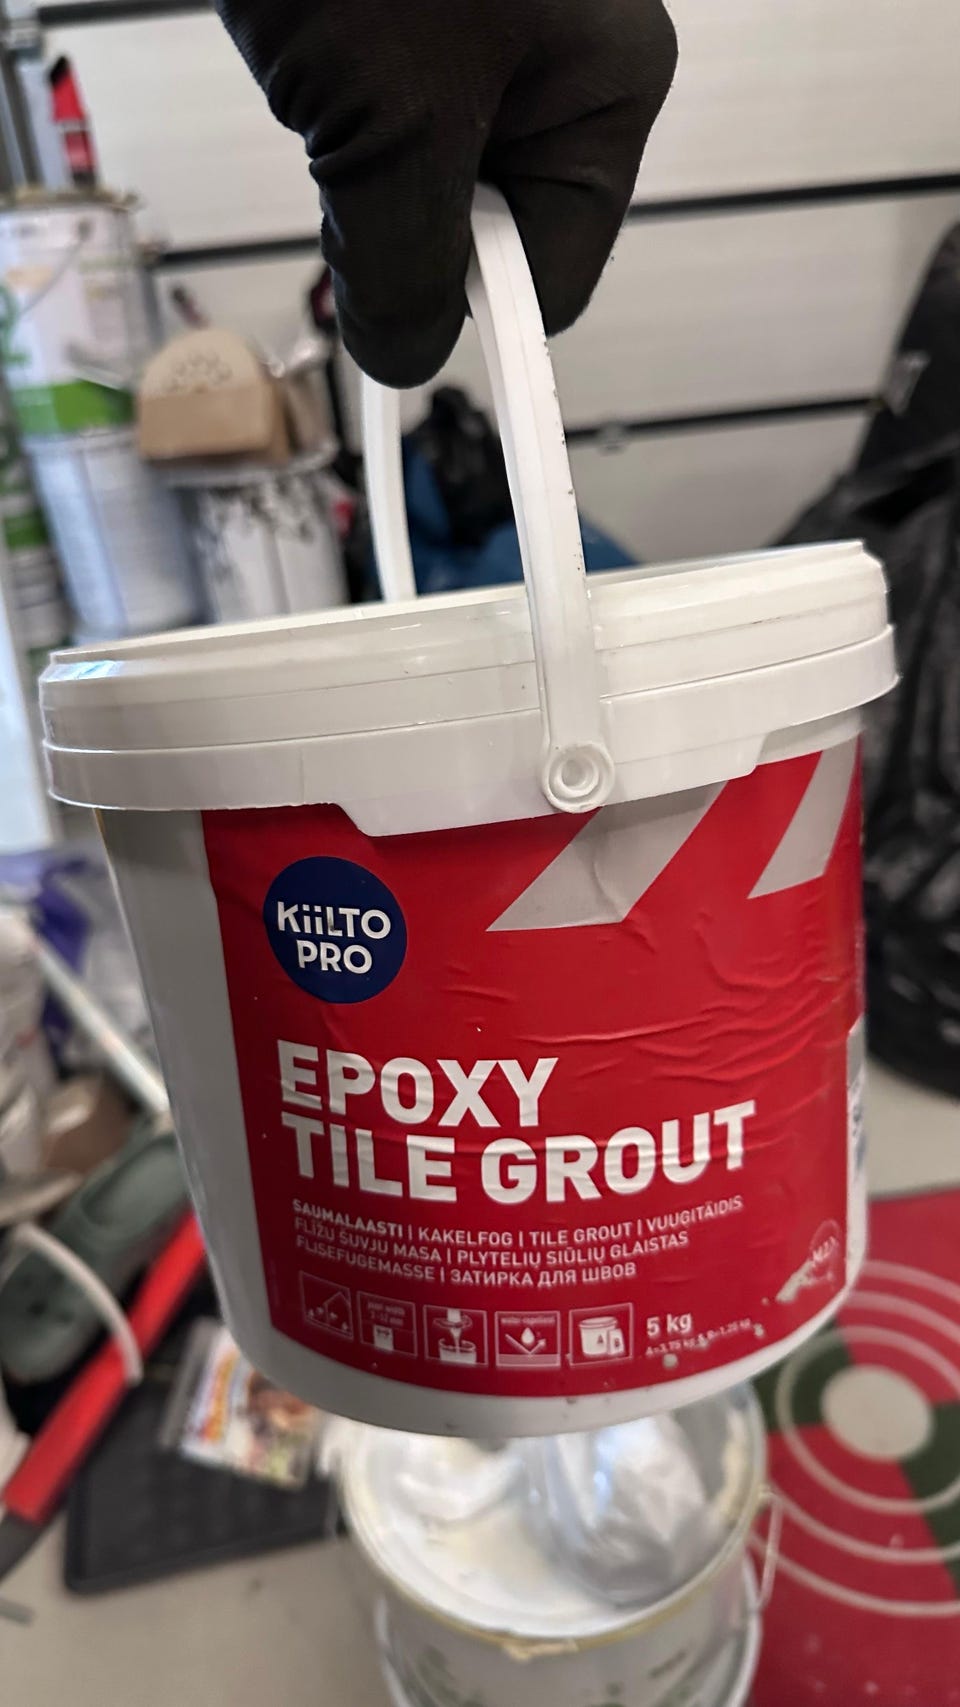 KiiLTO
PRO
EPOXY
TILE GROUT
SAUMALAASTI | KAKELFOG | TILE GROUT | VUUGITÄIDIS
FLĪŽU ŠUVJU MASA | PLYTELIŲ SIŪLIŲ GLAISTAS
FLISEFUGEMASSE | ЗАТИРКА ДЛЯ ШВОВ
5 kg